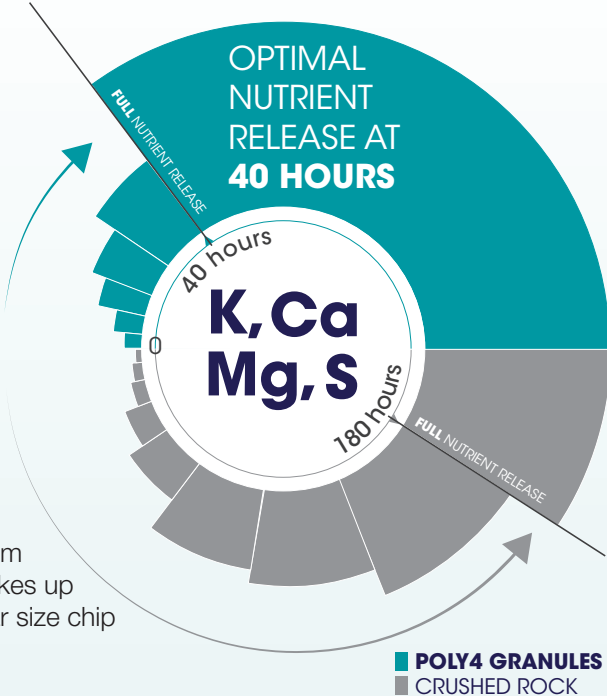 OPTIMAL
NUTRIENT
RELEASE AT
40 HOURS
FULL NUTRIENT RELEASE
40 hours
0
K, Ca
Mg, S
180 hours
FULL NUTRIENT RELEASE
m
kes up
r size chip
POLY4 GRANULES
CRUSHED ROCK